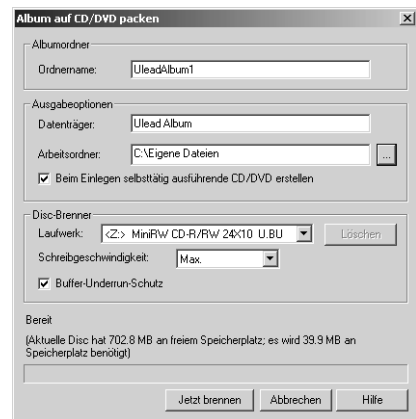 Album auf CD/DVD packen
Albumordner
Ordnername: UleadAlbum1
Ausgabeoptionen
Datenträger: Ulead Album
Arbeitsordner: C:\Eigene Dateien ...
Beim Einlegen selbsttätig ausführende CD/DVD erstellen
Disc-Brenner
Laufwerk: <Z:> MiniRW CD-R/RW 24X10 U.BU Löschen
Schreibgeschwindigkeit: Max.
Buffer-Underrun-Schutz
Bereit
(Aktuelle Disc hat 702.8 MB an freiem Speicherplatz; es wird 39.9 MB an
Speicherplatz benötigt)
Jetzt brennen Abbrechen Hilfe